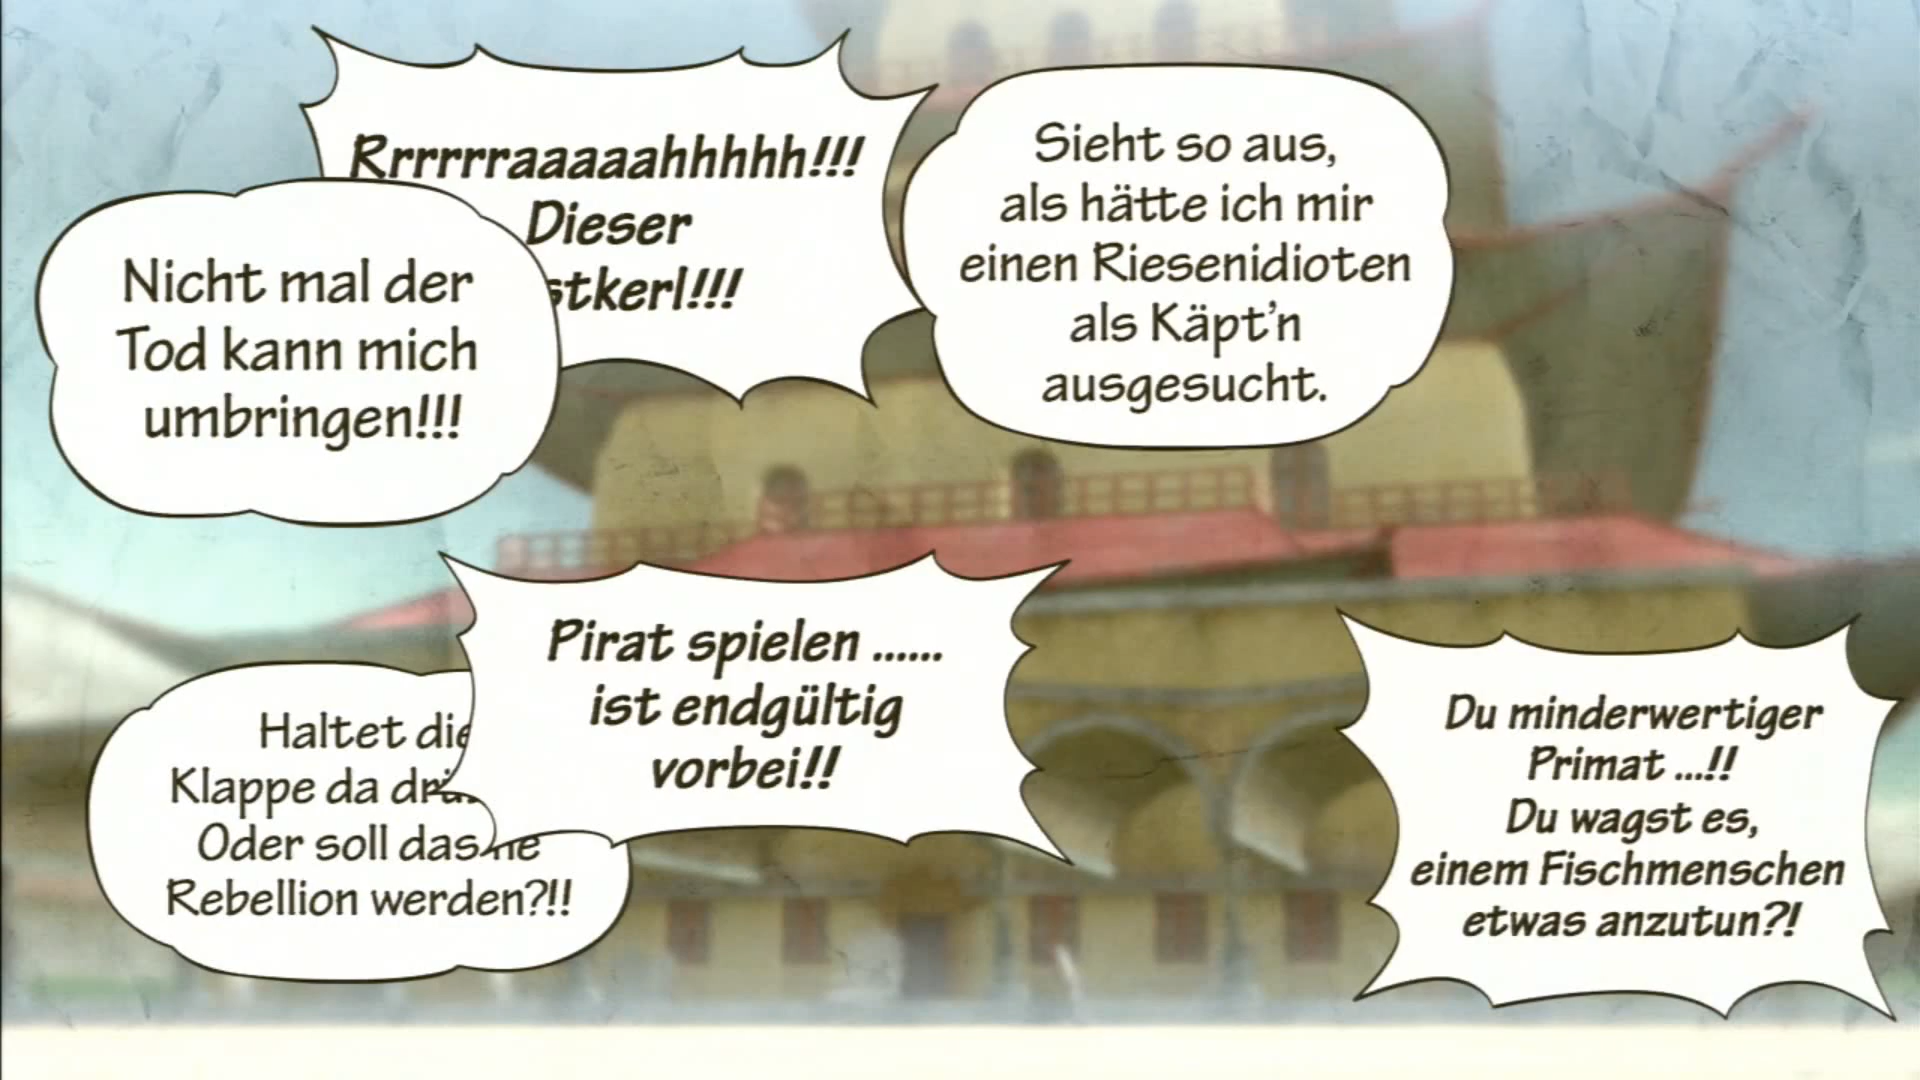 Rrrrrraaaaahhhhh!!!
Dieser
Nicht mal der
Tod kann mich
umbringen!!!
Sieht so aus,
als hätte ich mir
einen Riesenidioten
als Käpt'n
ausgesucht.
Pirat spielen ......
ist endgültig
vorbei!!
Haltet die
Klappe da
Oder soll das ne
Rebellion werden?!!
Du minderwertiger
Primat ...!!
Du wagst es,
einem Fischmenschen
etwas anzutun?!